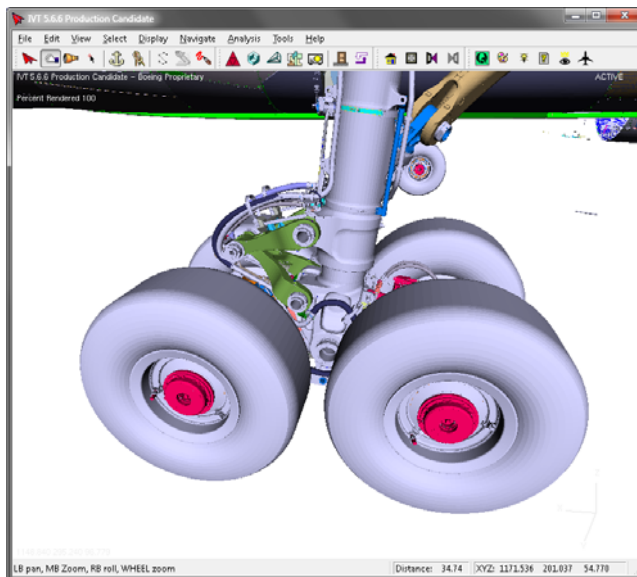 IVT 5.6.6 Production Candidate
File Edit View Select Display Navigate Analysis Tools Help
IVT 5.6.6 Production Candidate - Boeing Proprietary ACTIVE
Percent Rendered 100
LB pan, MB Zoom, RB roll, WHEEL zoom Distance: 34.74 XYZ: 1171.536 201.037 54.770